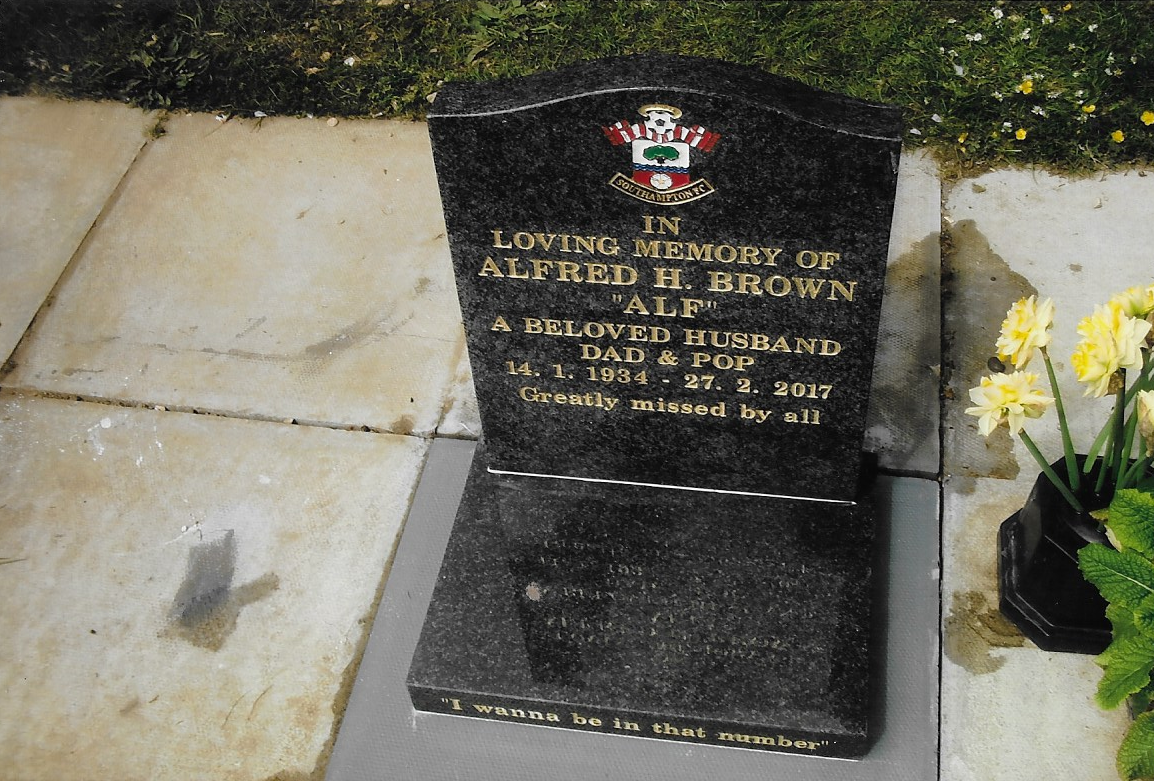 SOUTHAMPTON FC
IN
LOVING MEMORY OF
ALFRED H. BROWN
"ALF"
A BELOVED HUSBAND
DAD & POP
14. 1. 1934 - 27. 2. 2017
Greatly missed by all
"I wanna be in that number"